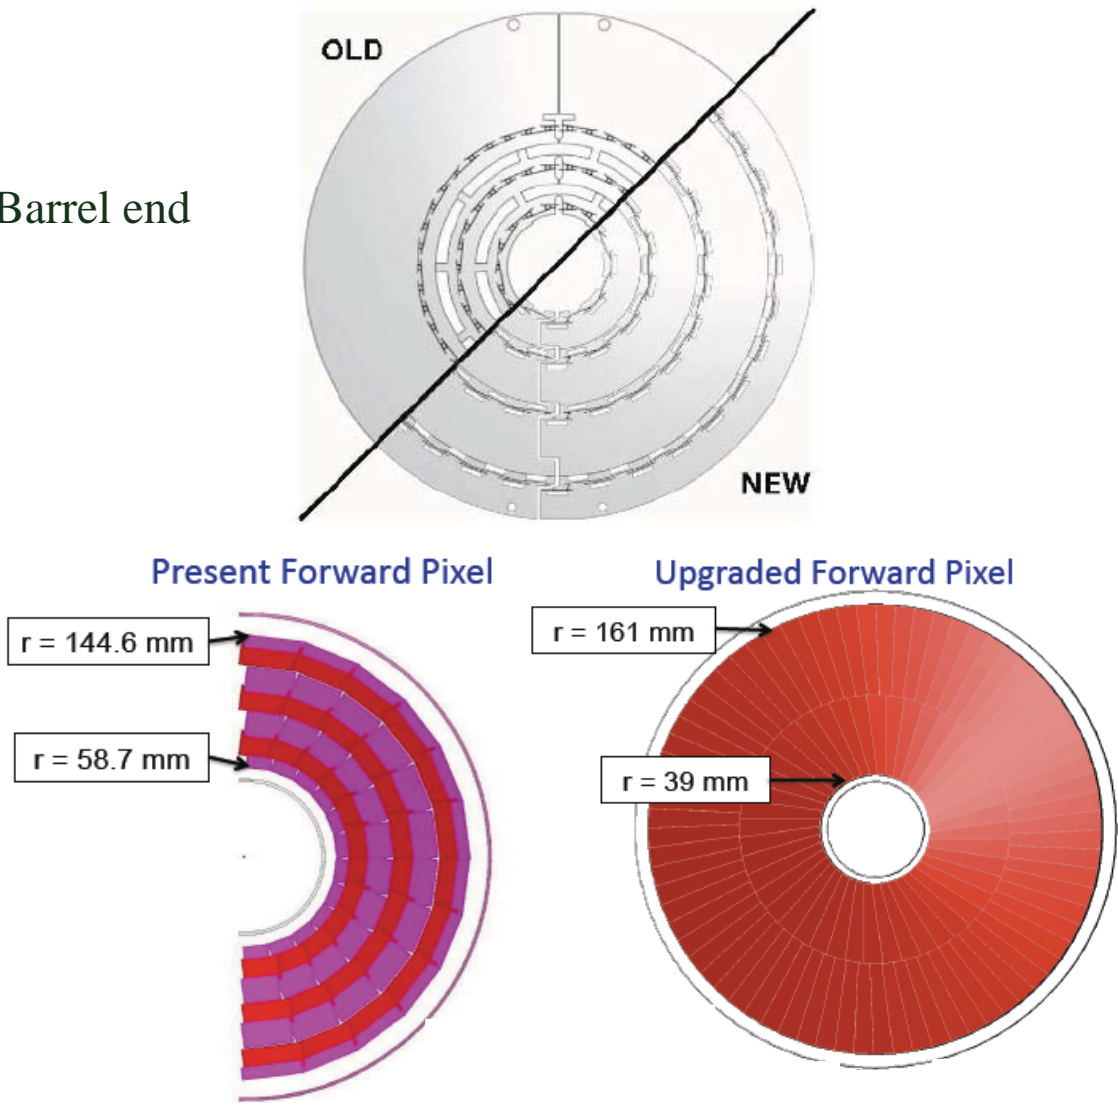 OLD
Barrel end
NEW
Present Forward Pixel
Upgraded Forward Pixel
r = 144.6 mm
r = 161 mm
r = 58.7 mm
r = 39 mm